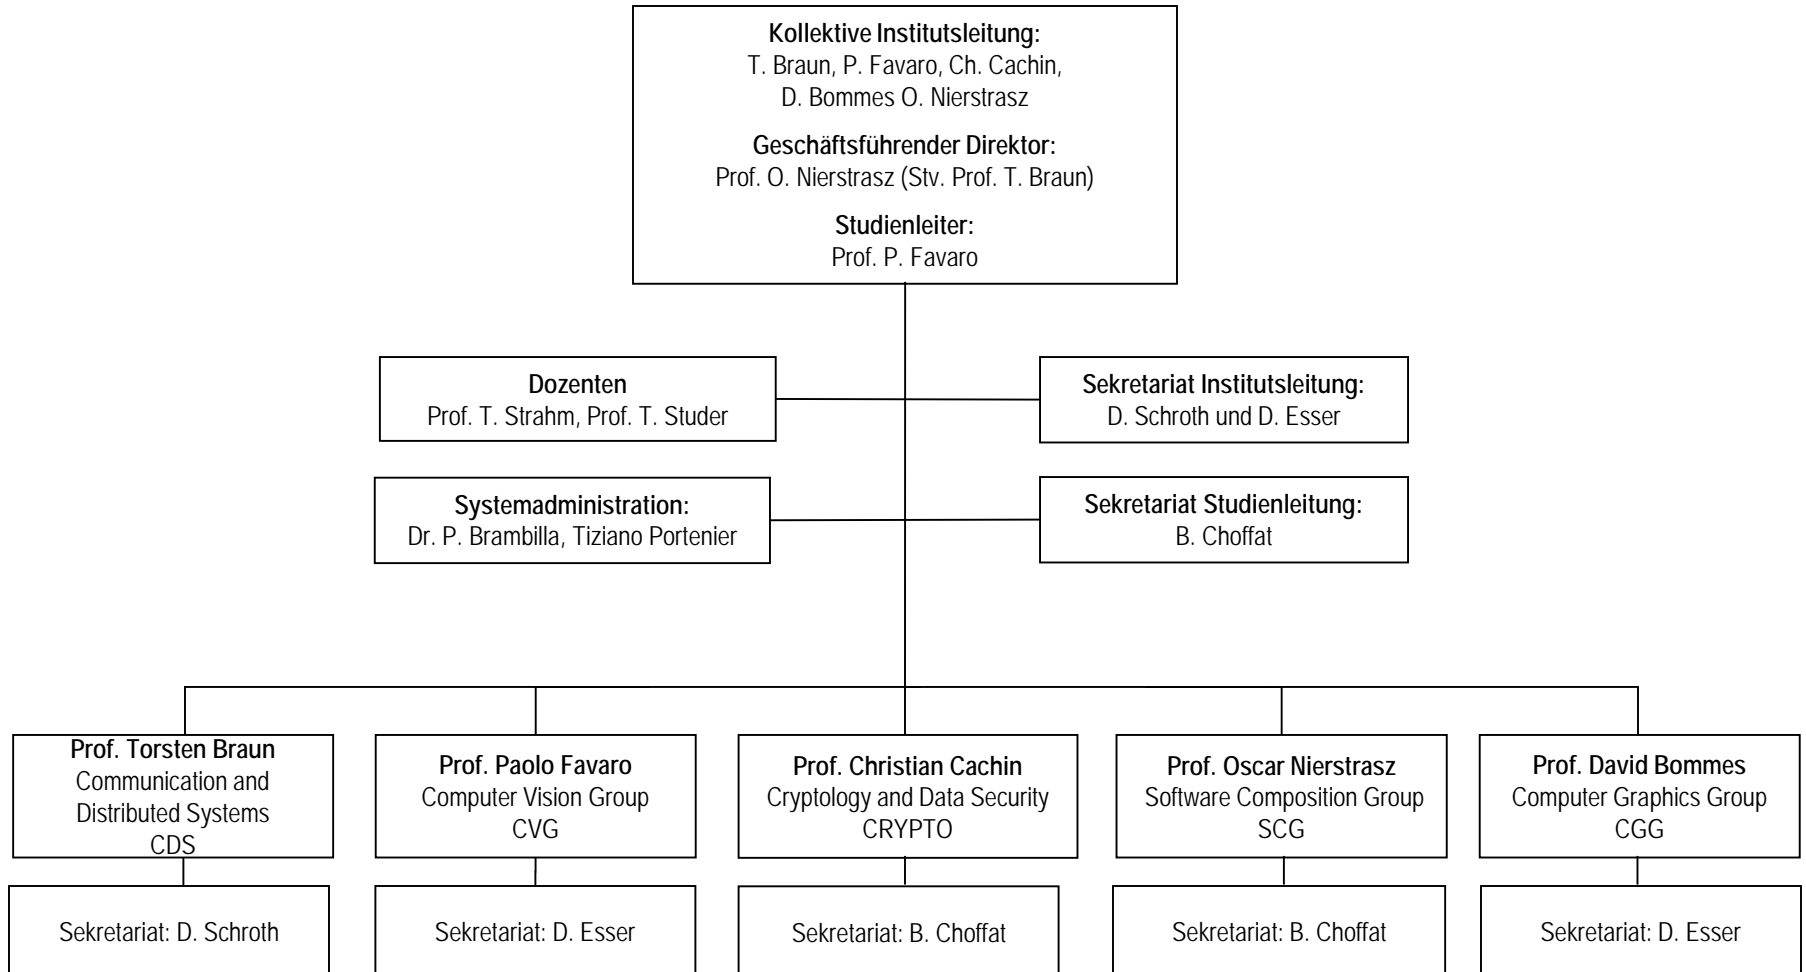 Kollektive Institutsleitung:
T. Braun, P. Favaro, Ch. Cachin,
D. Bommes O. Nierstrasz
Geschäftsführender Direktor:
Prof. O. Nierstrasz (Stv. Prof. T. Braun)
Studienleiter:
Prof. P. Favaro
Dozenten
Prof. T. Strahm, Prof. T. Studer
Sekretariat Institutsleitung:
D. Schroth und D. Esser
Systemadministration:
Dr. P. Brambilla, Tiziano Portenier
Sekretariat Studienleitung:
B. Choffat
Prof. Torsten Braun
Communication and
Distributed Systems
CDS
Prof. Paolo Favaro
Computer Vision Group
CVG
Prof. Christian Cachin
Cryptology and Data Security
CRYPTO
Prof. Oscar Nierstrasz
Software Composition Group
SCG
Prof. David Bommes
Computer Graphics Group
CGG
Sekretariat: D. Schroth
Sekretariat: D. Esser
Sekretariat: B. Choffat
Sekretariat: B. Choffat
Sekretariat: D. Esser